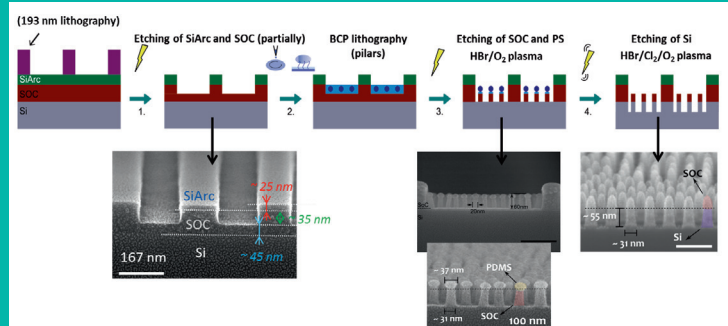 (193 nm lithography)
Etching of SiArc and SOC (partially)
BCP lithography
(pilars)
Etching of SOC and PS
HBr/O₂ plasma
Etching of Si
HBr/Cl₂/O₂ plasma
SiArc
SOC
Si
1.
2.
3.
4.
SiArc
25 nm
SOC
35 nm
Si
~ 45 nm
167 nm
SOC
Si
20nm
~ 37 nm
PDMS
~ 31 nm
SOC
100 nm
SOC
~ 55 nm
~ 31 nm
Si